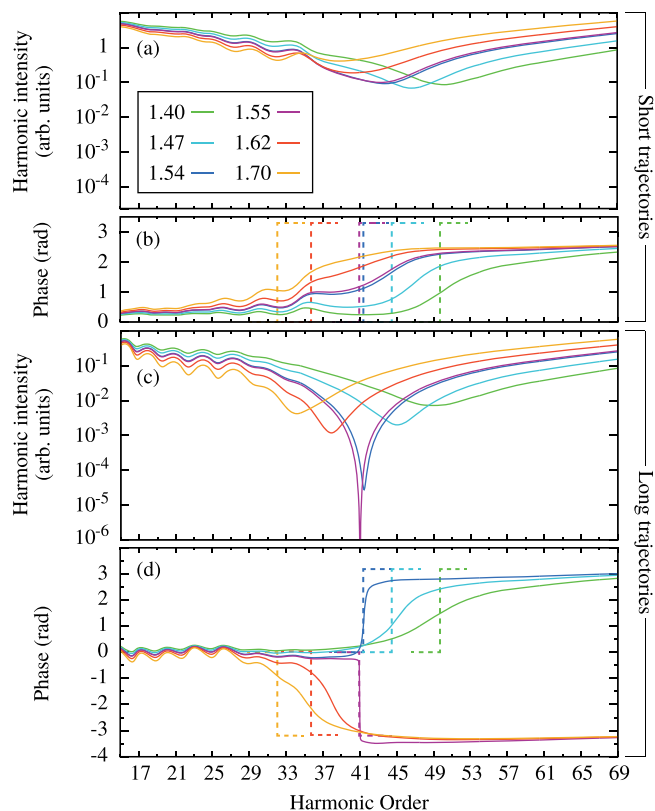 Harmonic intensity
(arb. units)
1
10-1
10-2
10-3
10-4
(a)
1.40
1.55
1.47
1.62
1.54
1.70
Short trajectories
Phase (rad)
3
2
1
0
(b)
Harmonic intensity
(arb. units)
10-1
10-2
10-3
10-4
10-5
10-6
(c)
Long trajectories
Phase (rad)
3
2
1
0
-1
-2
-3
-4
(d)
17 21 25 29 33 37 41 45 49 53 57 61 65 69
Harmonic Order